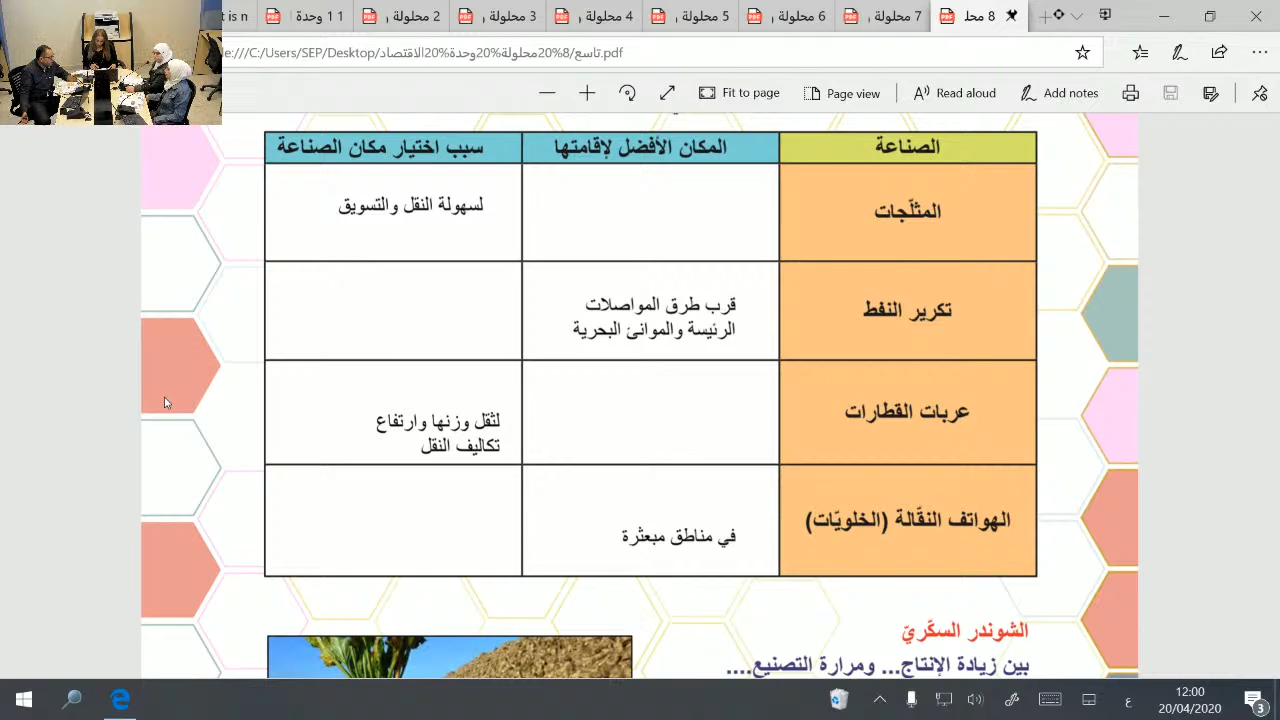 1 1 وحدة
2 محلولة
3 محلولة
4 محلولة
5 محلولة
6 محلولة
7 محلولة
8 محل
:///C:/Users/SEP/Desktop/تاسع/8%20محلولة%20وحدة%20الاقتصاد.pdf
Fit to page
Page view
Read aloud
Add notes
الصناعة
المكان الأفضل لإقامتها
سبب اختيار مكان الصناعة
المثلّجات
لسهولة النقل والتسويق
تكرير النفط
قرب طرق المواصلات
الرئيسة والموانئ البحرية
عربات القطارات
لثقل وزنها وارتفاع
تكاليف النقل
الهواتف النقّالة (الخلويّات)
في مناطق مبعثرة
الشوندر السكّريّ
بين زيادة الإنتاج... ومرارة التصنيع....
ع
12:00
20/04/2020
3